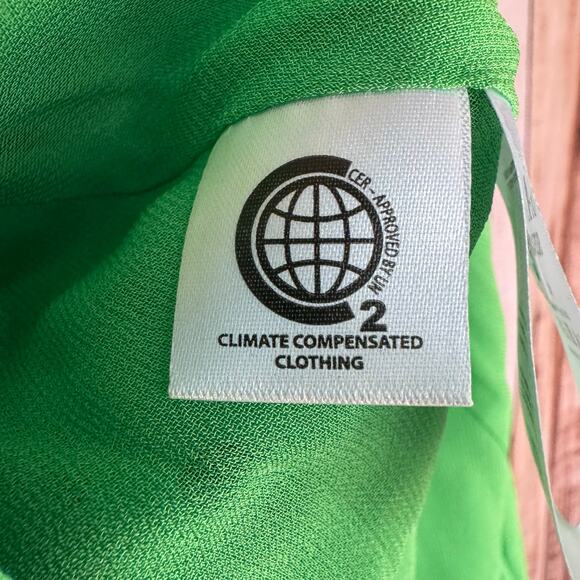 CER - APPROVED BY UN
2
CLIMATE COMPENSATED
CLOTHING